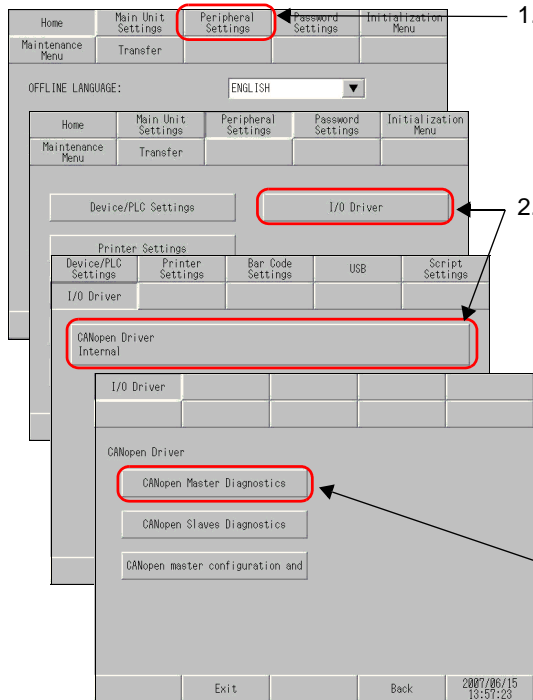 Home
Main Unit
Settings
Peripheral
Settings
Password
Settings
Initialization
Menu
1.
Maintenance
Menu
Transfer
OFFLINE LANGUAGE:
ENGLISH
Home
Main Unit
Settings
Peripheral
Settings
Password
Settings
Initialization
Menu
Maintenance
Menu
Transfer
Device/PLC Settings
I/O Driver
2.
Printer Settings
Device/PLC
Settings
Printer
Settings
Bar Code
Settings
USB
Script
Settings
I/O Driver
CANopen Driver
Internal
I/O Driver
CANopen Driver
CANopen Master Diagnostics
CANopen Slaves Diagnostics
CANopen master configuration and
Exit
Back
2007/06/15
13:57:23